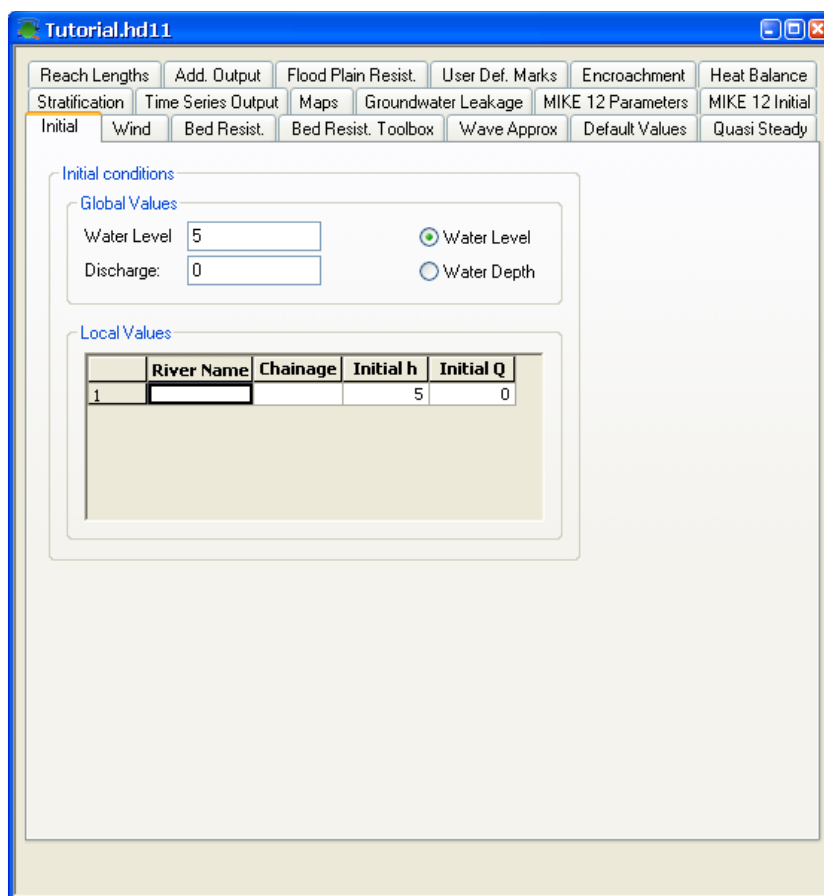 Tutorial.hd11
Reach Lengths Add. Output Flood Plain Resist. User Def. Marks Encroachment Heat Balance
Stratification Time Series Output Maps Groundwater Leakage MIKE 12 Parameters MIKE 12 Initial
Initial Wind Bed Resist. Bed Resist. Toolbox Wave Approx Default Values Quasi Steady
Initial conditions
Global Values
Water Level 5 Water Level
Discharge: 0 Water Depth
Local Values
River Name Chainage Initial h Initial Q
1 5 0